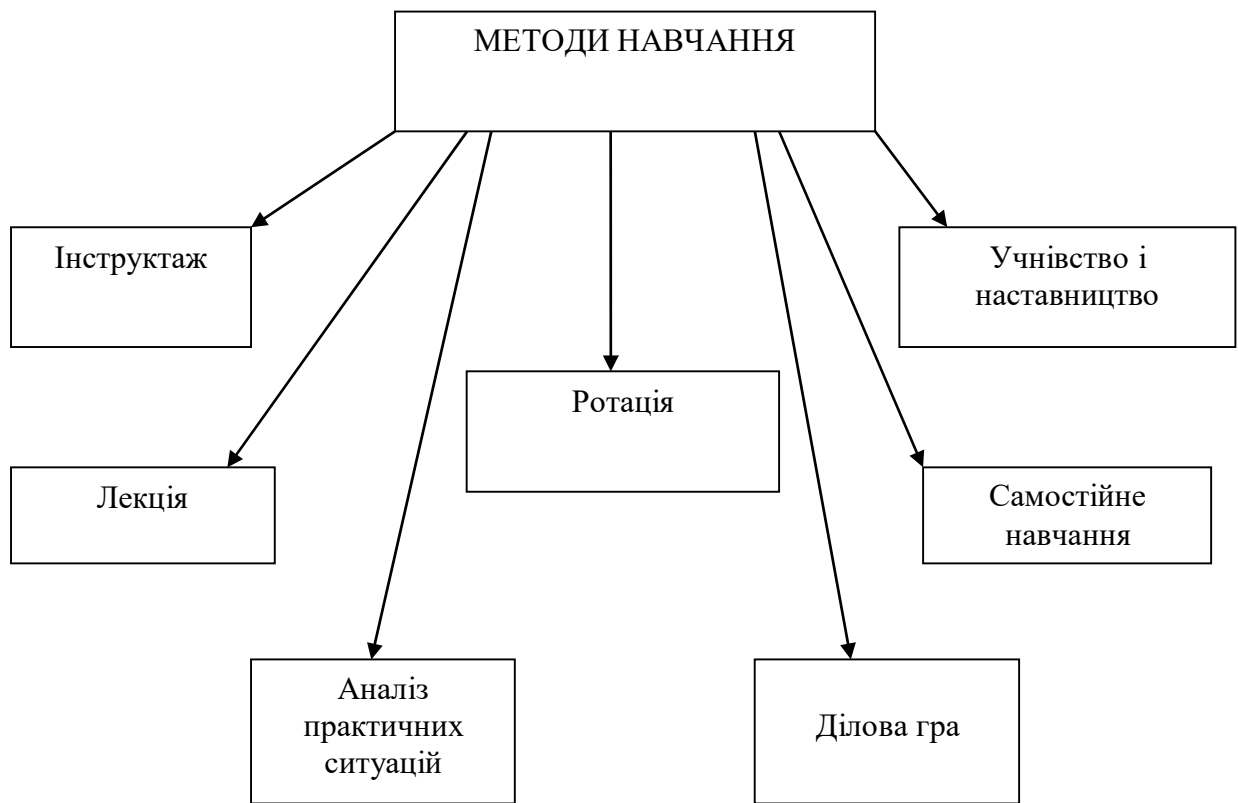 МЕТОДИ НАВЧАННЯ
Інструктаж
Учнівство і
наставництво
Ротація
Лекція
Самостійне
навчання
Аналіз
практичних
ситуацій
Ділова гра